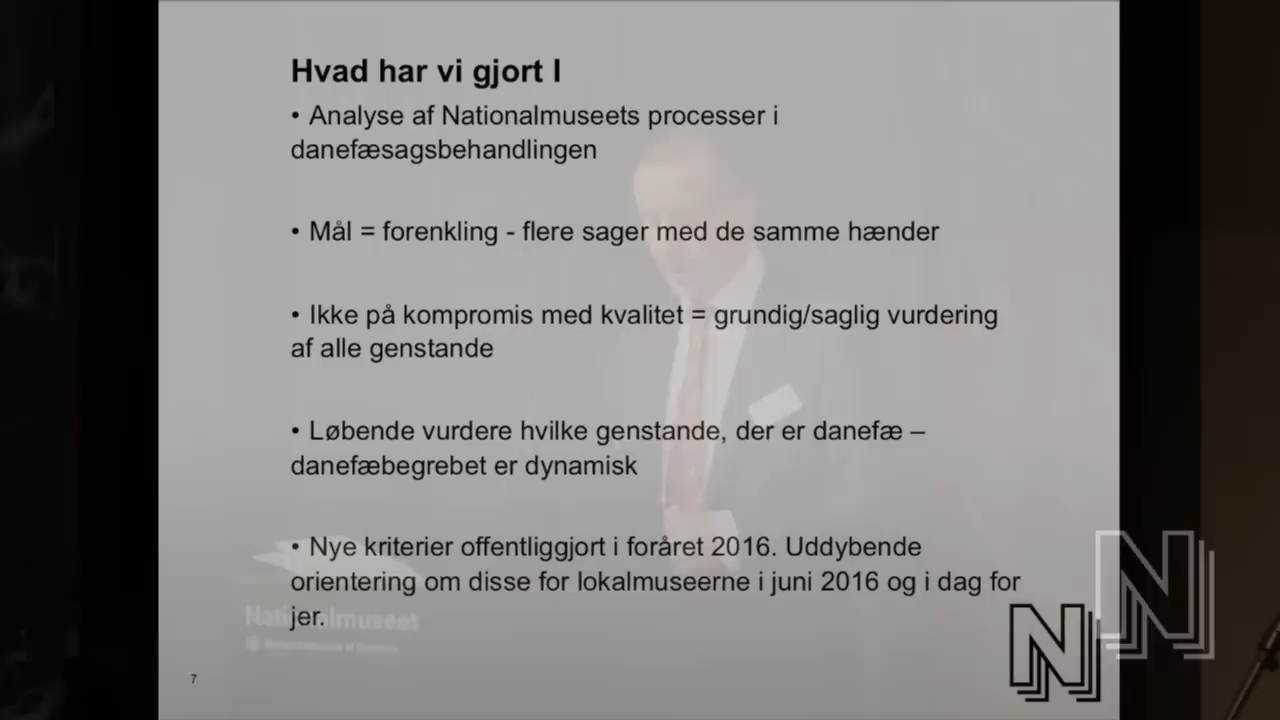 Hvad har vi gjort I
• Analyse af Nationalmuseets processer i
danefæsagsbehandlingen
• Mål = forenkling - flere sager med de samme hænder
• Ikke på kompromis med kvalitet = grundig/saglig vurdering
af alle genstande
• Løbende vurdere hvilke genstande, der er danefæ –
danefæbegrebet er dynamisk
• Nye kriterier offentliggjort i foråret 2016. Uddybende
orientering om disse for lokalmuseerne i juni 2016 og i dag for
jer.
Nationalmuseet
7
N
N